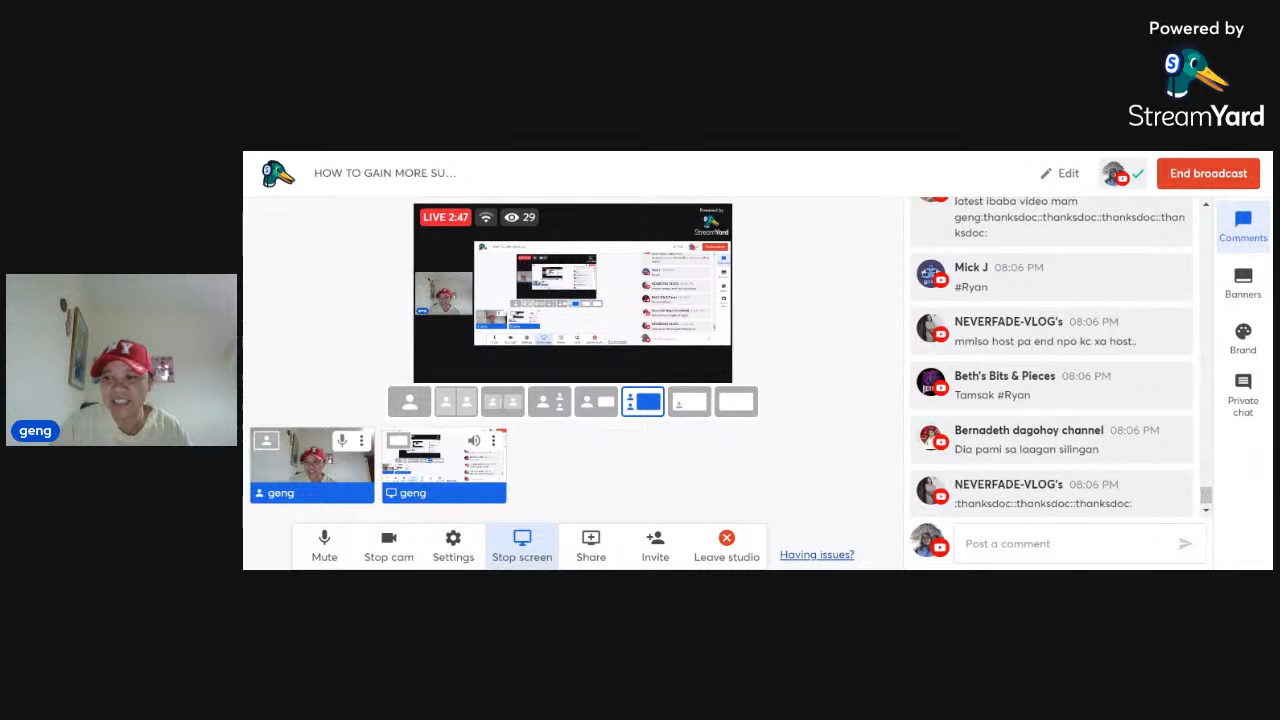 Powered by
StreamYard
HOW TO GAIN MORE SU...
Edit
End broadcast
LIVE 2:47
29
Powered by
StreamYard
latest ibaba video mam
geng:thanksdoc::thanksdoc::thanksdoc::than
ksdoc:
Mick J 08:06 PM
#Ryan
NEVERFADE-VLOG's 08:06 PM
mmlso host pa end npo kc xa host..
Beth's Bits & Pieces 08:06 PM
Tamsak #Ryan
Bernadeth dagohoy channel 08:06 PM
Dia pami sa laagan silingan
NEVERFADE-VLOG's 08:06 PM
:thanksdoc::thanksdoc::thanksdoc:
Post a comment
Comments
Banners
Brand
Private
chat
geng
geng
geng
Mute
Stop cam
Settings
Stop screen
Share
Invite
Leave studio
Having issues?